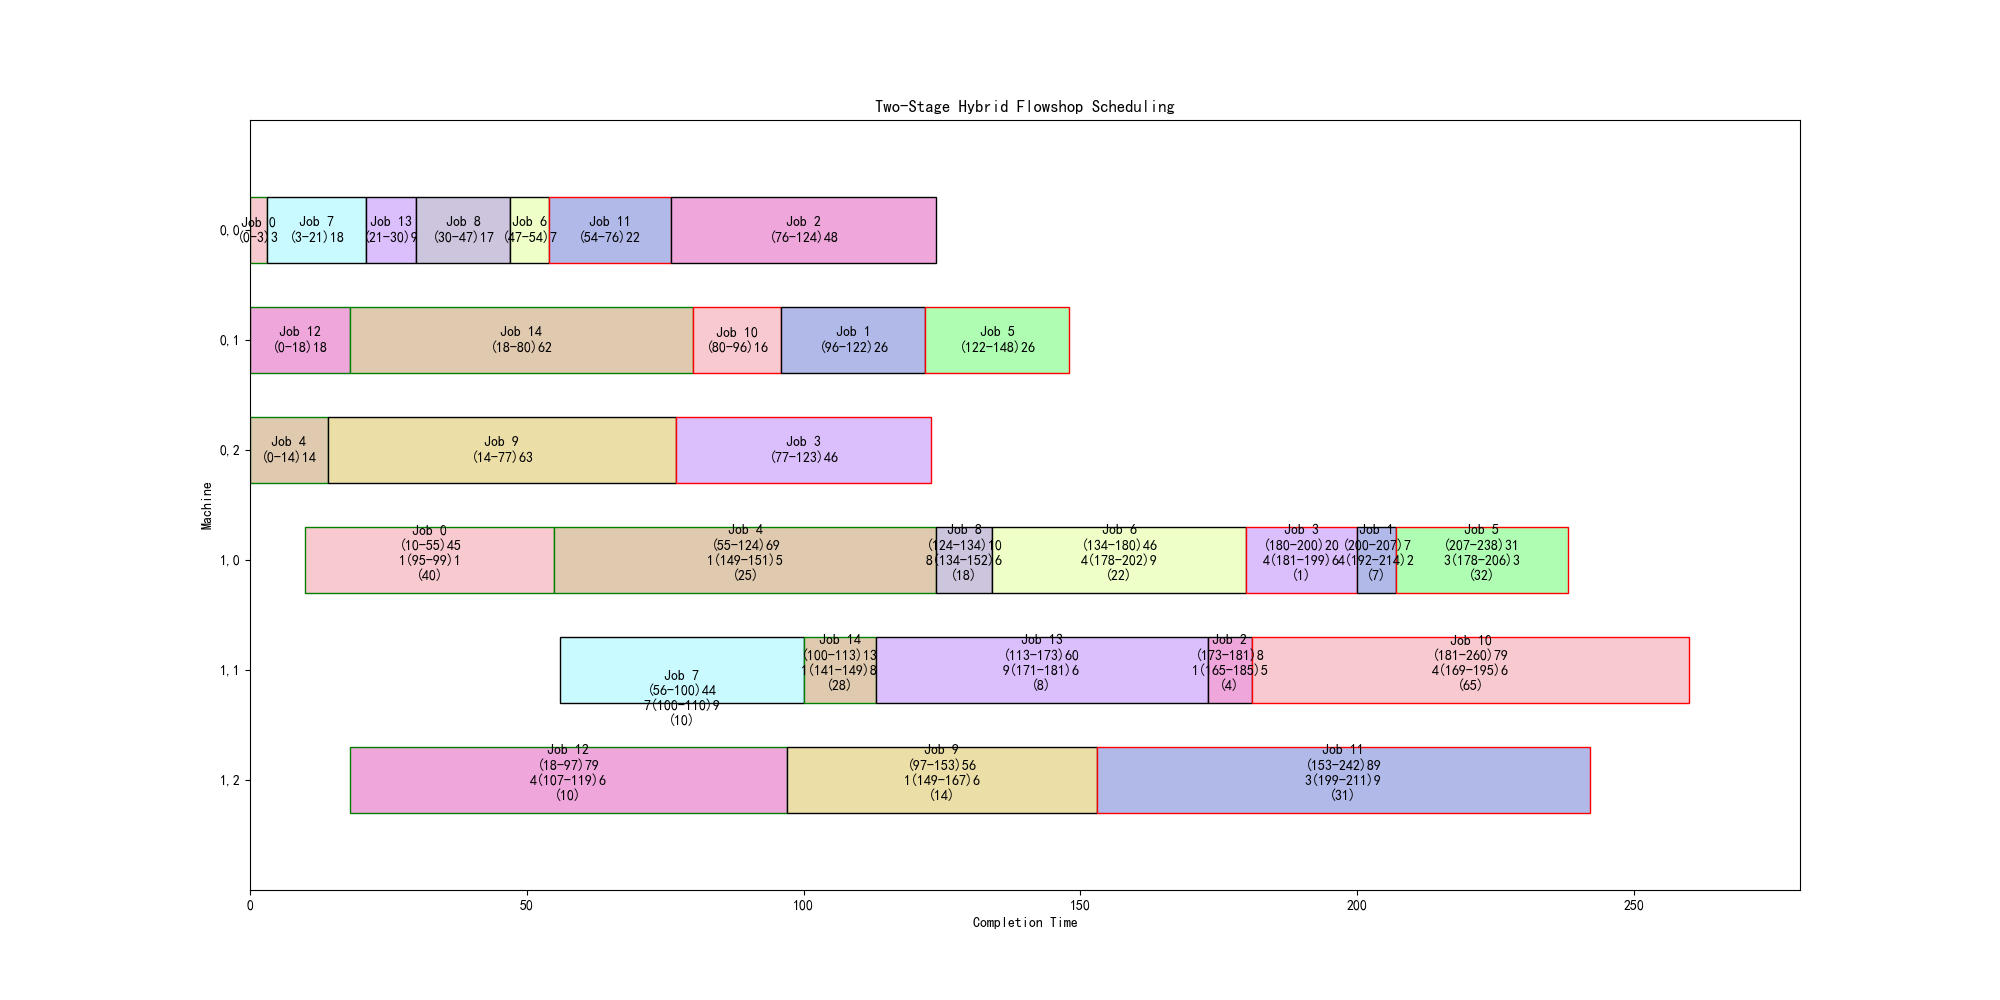 Two-Stage Hybrid Flowshop Scheduling
0,0
Job 0
(0-3)3
Job 7
(3-21)18
Job 13
(21-30)9
Job 8
(30-47)17
Job 6
(47-54)7
Job 11
(54-76)22
Job 2
(76-124)48
0,1
Job 12
(0-18)18
Job 14
(18-80)62
Job 10
(80-96)16
Job 1
(96-122)26
Job 5
(122-148)26
0,2
Job 4
(0-14)14
Job 9
(14-77)63
Job 3
(77-123)46
Machine
1,0
Job 0
(10-55)45
1(95-99)1
(40)
Job 4
(55-124)69
1(149-151)5
(25)
Job 8
(124-134)10
8(134-152)6
(18)
Job 6
(134-180)46
4(178-202)9
(22)
Job 3
(180-200)20
4(181-199)6
(1)
Job 1
(200-207)7
4(192-214)2
(7)
Job 5
(207-238)31
3(178-206)3
(32)
1,1
Job 7
(56-100)44
7(100-110)9
(10)
Job 14
(100-113)13
1(141-149)8
(28)
Job 13
(113-173)60
9(171-181)6
(8)
Job 2
(173-181)8
1(165-185)5
(4)
Job 10
(181-260)79
4(169-195)6
(65)
1,2
Job 12
(18-97)79
4(107-119)6
(10)
Job 9
(97-153)56
1(149-167)6
(14)
Job 11
(153-242)89
3(199-211)9
(31)
0
50
100
150
200
250
Completion Time